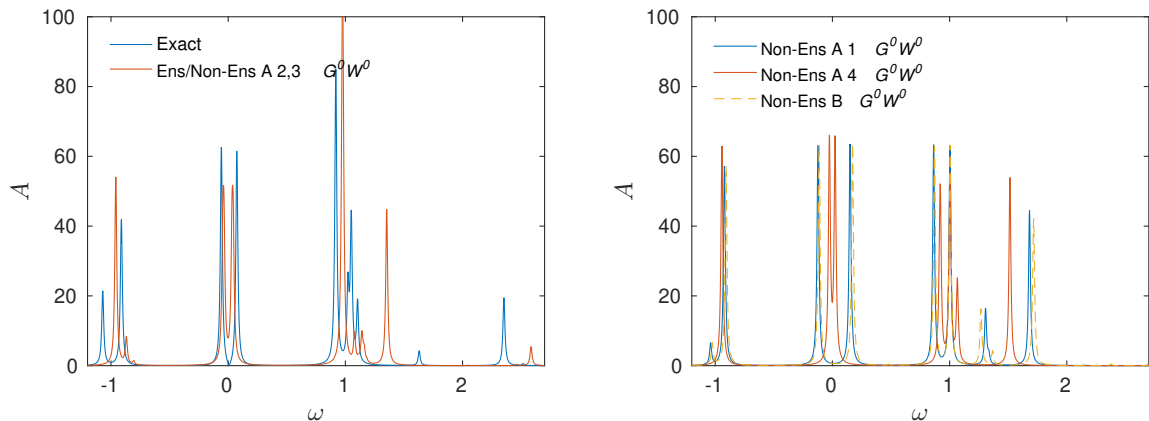 100
80
60
40
20
0
A
Exact
Ens/Non-Ens A 2,3 G⁰W⁰
-1 0 1 2
ω
100
80
60
40
20
0
A
Non-Ens A 1 G⁰W⁰
Non-Ens A 4 G⁰W⁰
Non-Ens B G⁰W⁰
-1 0 1 2
ω